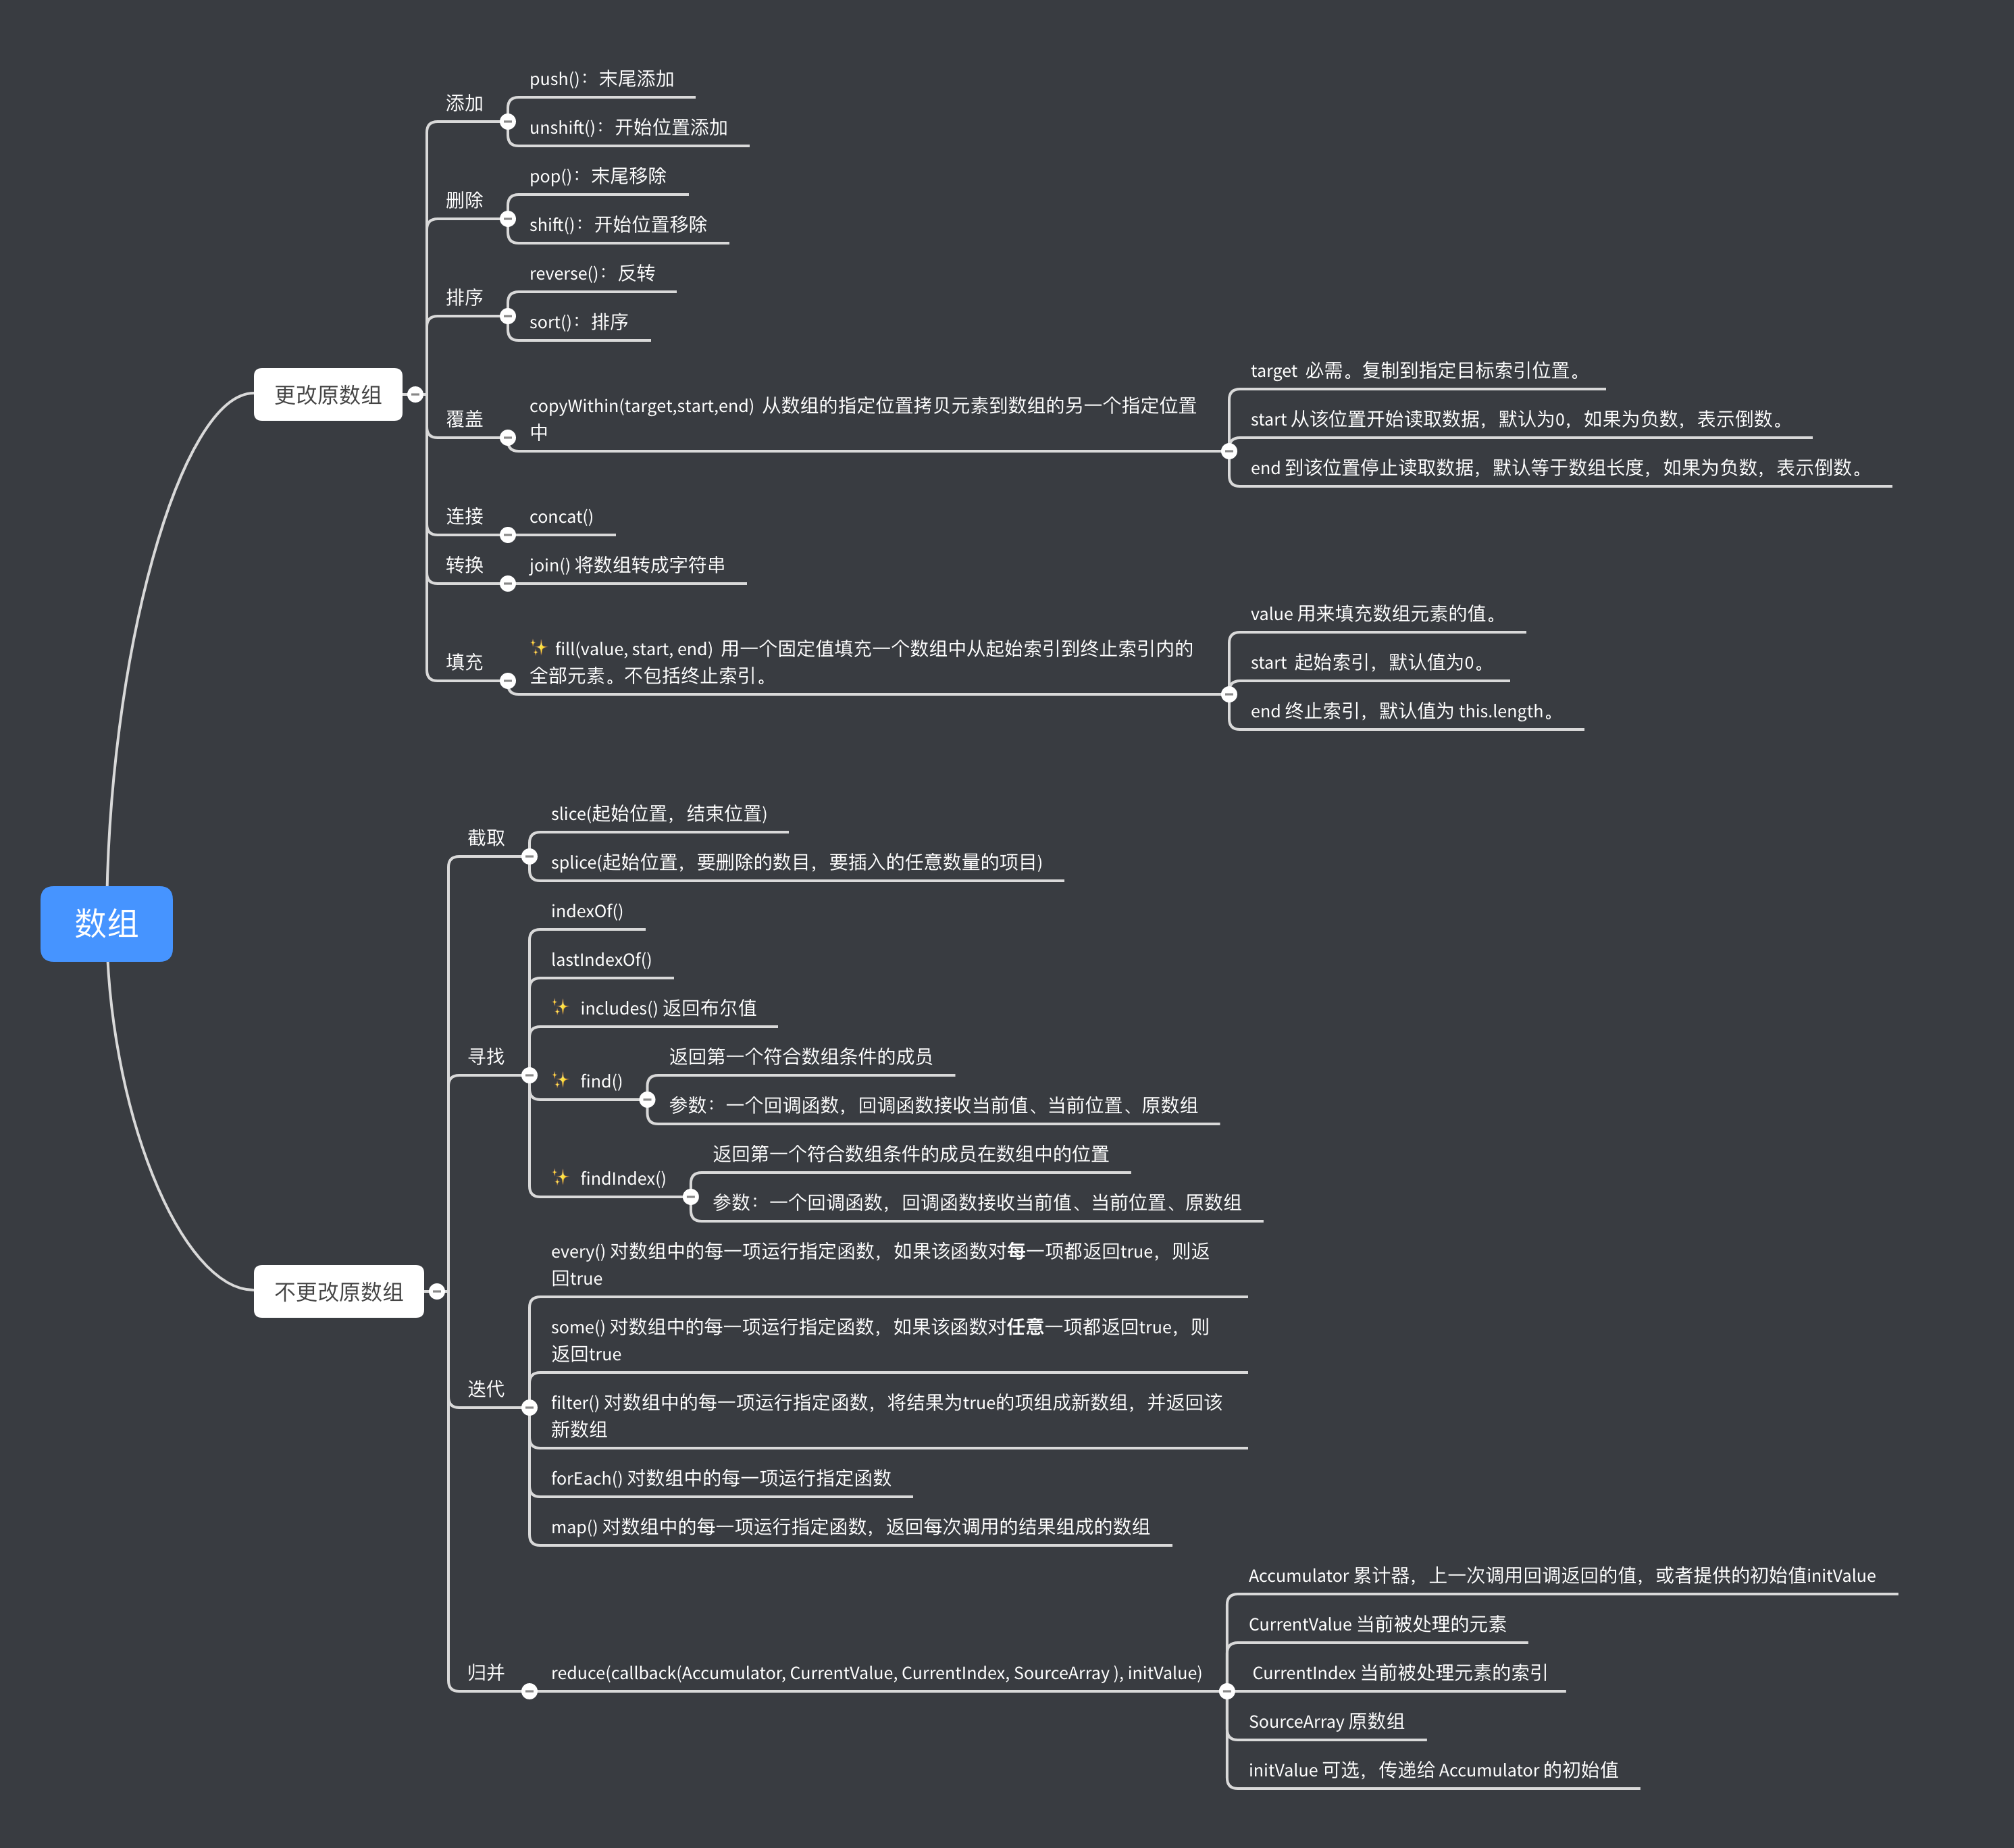 数组
更改原数组
添加
push()：末尾添加
unshift()：开始位置添加
删除
pop()：末尾移除
shift()：开始位置移除
排序
reverse()：反转
sort()：排序
覆盖
copyWithin(target,start,end) 从数组的指定位置拷贝元素到数组的另一个指定位置
中
target 必需。复制到指定目标索引位置。
start 从该位置开始读取数据，默认为0，如果为负数，表示倒数。
end 到该位置停止读取数据，默认等于数组长度，如果为负数，表示倒数。
连接
concat()
转换
join() 将数组转成字符串
填充
✨ fill(value, start, end) 用一个固定值填充一个数组中从起始索引到终止索引内的
全部元素。不包括终止索引。
value 用来填充数组元素的值。
start 起始索引，默认值为0。
end 终止索引，默认值为 this.length。
不更改原数组
截取
slice(起始位置，结束位置)
splice(起始位置，要删除的数目，要插入的任意数量的项目)
寻找
indexOf()
lastIndexOf()
✨ includes() 返回布尔值
✨ find()
返回第一个符合数组条件的成员
参数：一个回调函数，回调函数接收当前值、当前位置、原数组
✨ findIndex()
返回第一个符合数组条件的成员在数组中的位置
参数：一个回调函数，回调函数接收当前值、当前位置、原数组
迭代
every() 对数组中的每一项运行指定函数，如果该函数对每一项都返回true，则返
回true
some() 对数组中的每一项运行指定函数，如果该函数对任意一项都返回true，则
返回true
filter() 对数组中的每一项运行指定函数，将结果为true的项组成新数组，并返回该
新数组
forEach() 对数组中的每一项运行指定函数
map() 对数组中的每一项运行指定函数，返回每次调用的结果组成的数组
归并
reduce(callback(Accumulator, CurrentValue, CurrentIndex, SourceArray ), initValue)
Accumulator 累计器，上一次调用回调返回的值，或者提供的初始值initValue
CurrentValue 当前被处理的元素
CurrentIndex 当前被处理元素的索引
SourceArray 原数组
initValue 可选，传递给 Accumulator 的初始值